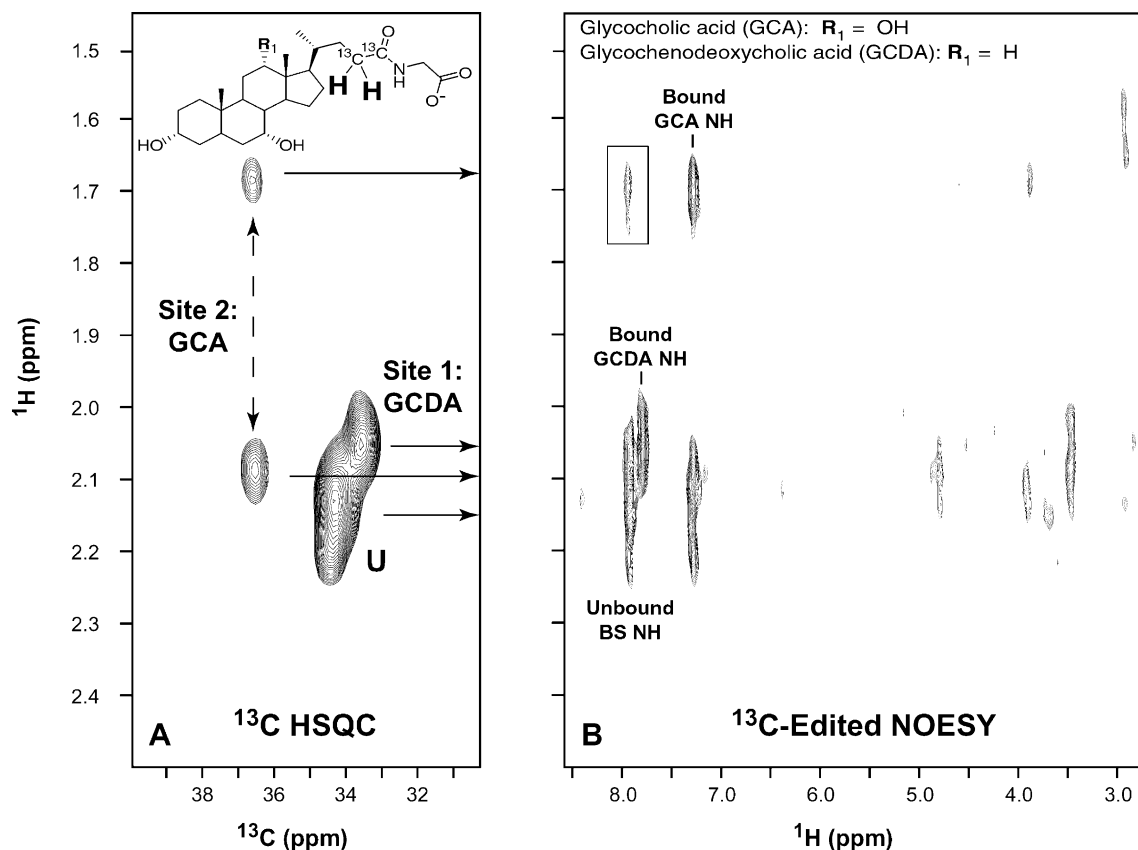 1.5
1.6
1.7
1.8
1.9
2.0
2.1
2.2
2.3
2.4
¹H (ppm)
R₁
¹³C
¹³C
O
N
H
O
O⁻
H
H
HO
OH
Site 2:
GCA
Site 1:
GCDA
U
A
¹³C HSQC
38
36
34
32
¹³C (ppm)
Glycocholic acid (GCA): R₁ = OH
Glycochenodeoxycholic acid (GCDA): R₁ = H
Bound
GCA NH
Bound
GCDA NH
Unbound
BS NH
B
¹³C-Edited NOESY
8.0
7.0
6.0
5.0
4.0
3.0
¹H (ppm)